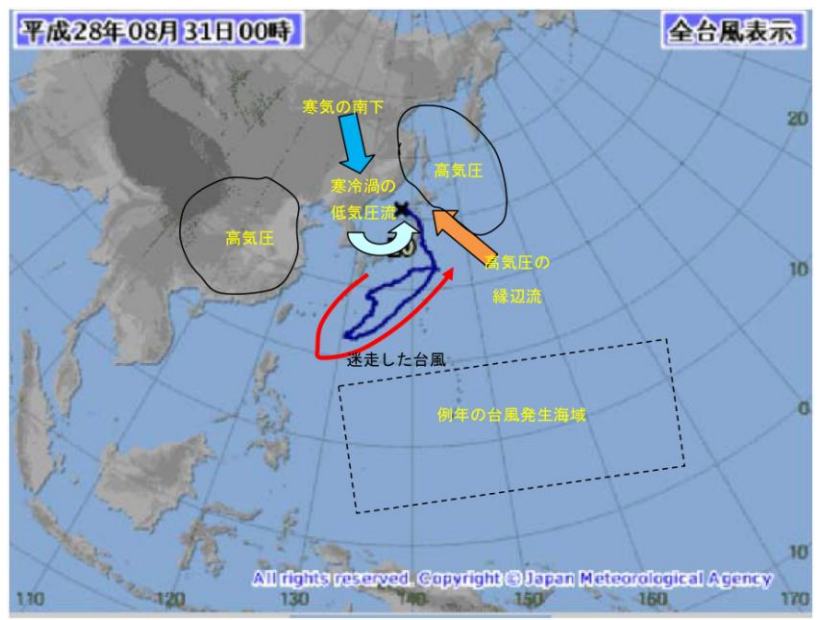 平成28年08月31日00時
全台風表示
寒気の南下
20
高気圧
寒冷渦の
低気圧流
高気圧
高気圧の
縁辺流
10
迷走した台風
例年の台風発生海域
0
10
All rights reserved. Copyright © Japan Meteorological Agency
110 120 130 140 150 160 170